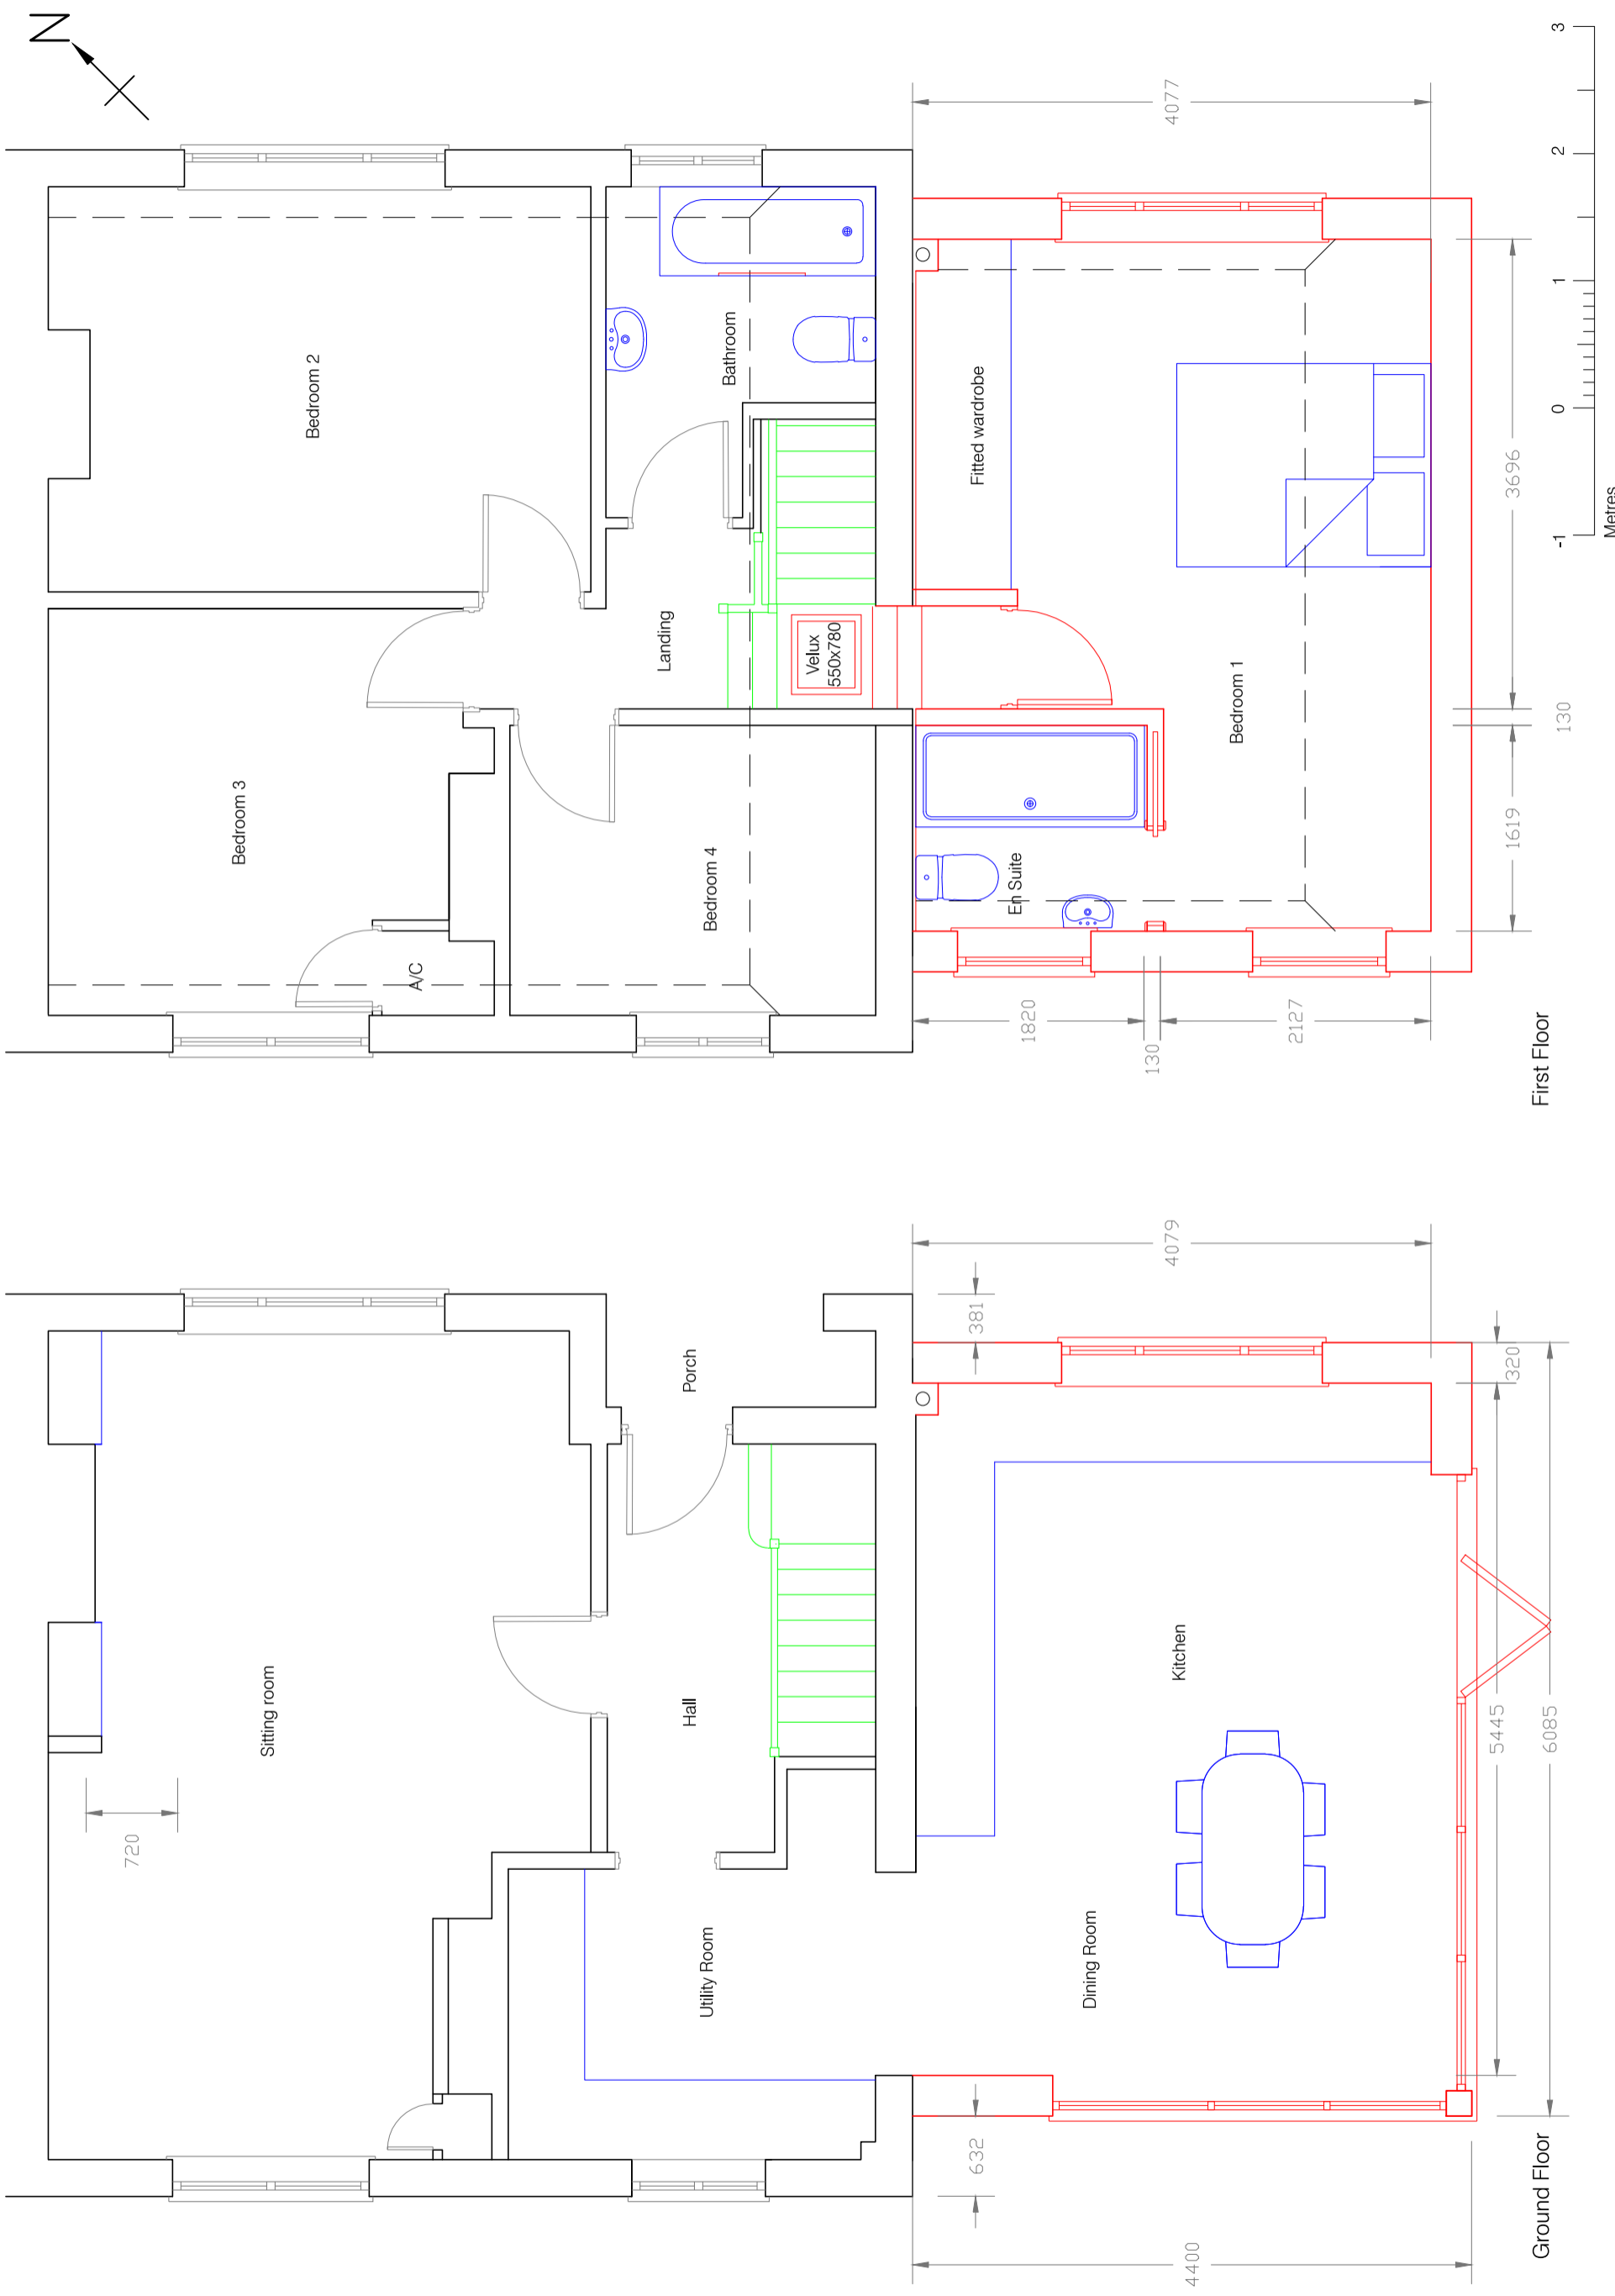 N
Bedroom 2
Bathroom
Fitted wardrobe
Landing
Velux
550x780
Bedroom 3
Bedroom 4
A/C
En Suite
Bedroom 1
4077
3696
130
1619
1820
130
2127
First Floor
3
2
1
0
-1
Metres
Sitting room
720
Porch
Hall
Utility Room
Kitchen
Dining Room
4079
381
320
5445
6085
632
4400
Ground Floor